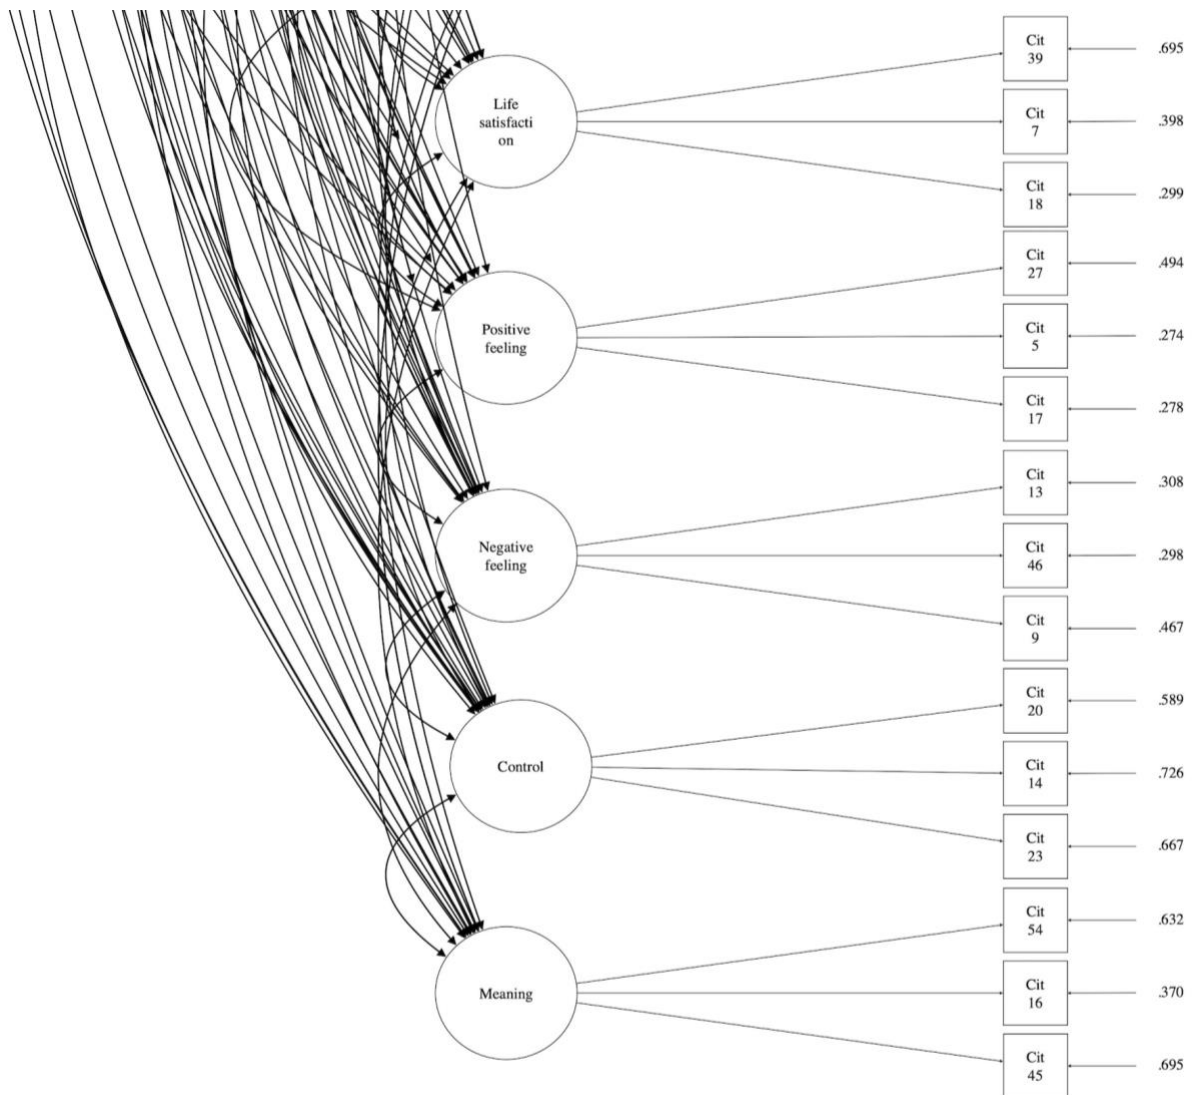 Life
satisfacti
on
Cit
39
.695
Cit
7
.398
Cit
18
.299
Positive
feeling
Cit
27
.494
Cit
5
.274
Cit
17
.278
Negative
feeling
Cit
13
.308
Cit
46
.298
Cit
9
.467
Control
Cit
20
.589
Cit
14
.726
Cit
23
.667
Meaning
Cit
54
.632
Cit
16
.370
Cit
45
.695